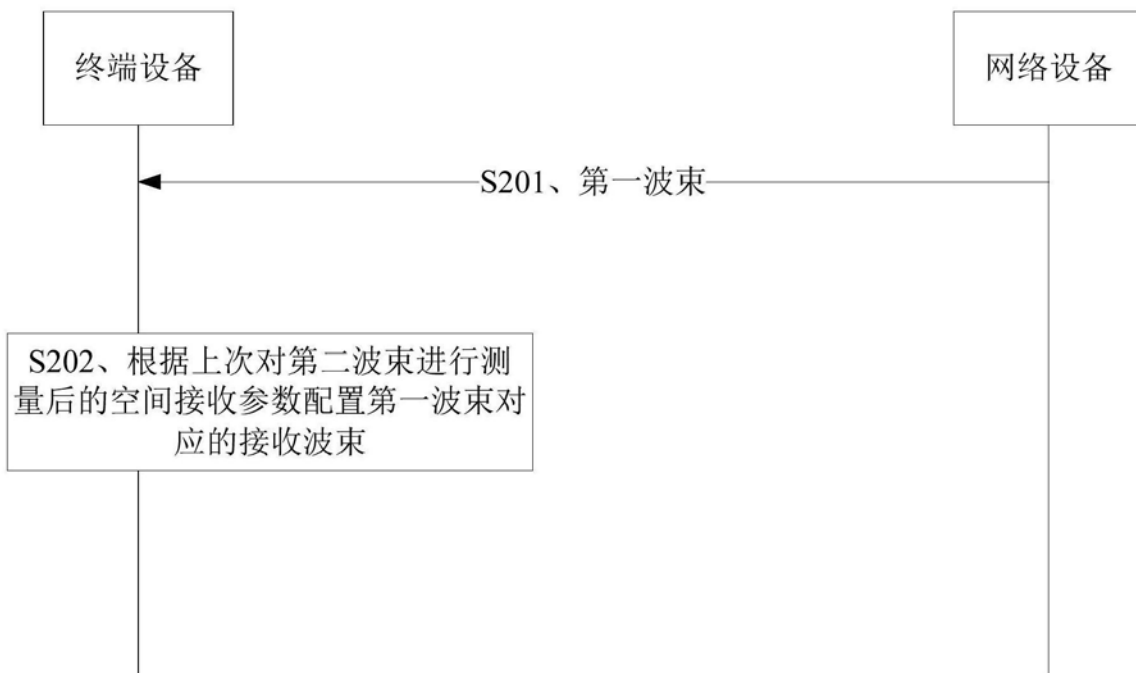 终端设备
网络设备
S201、第一波束
S202、根据上次对第二波束进行测
量后的空间接收参数配置第一波束对
应的接收波束